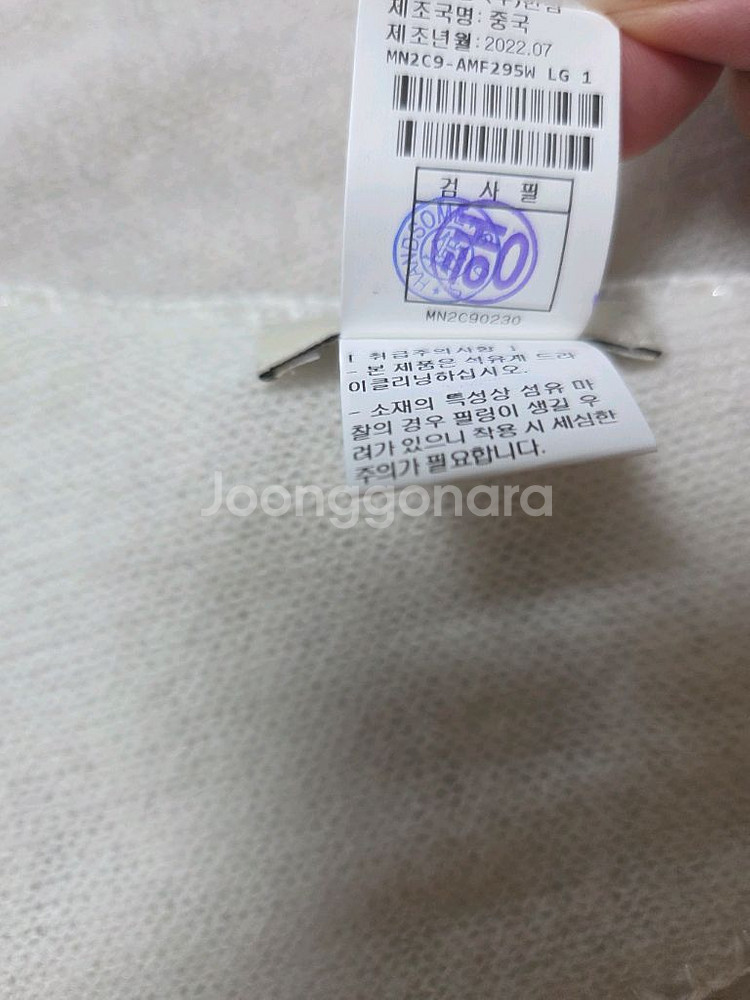 제조국명: 중국
제조년월: 2022.07
MN2C9-AMF295W LG 1
검 사 필
HANDSOME
MN2C90230
[ 취급주의사항 ]
- 본 제품은 석유계 드라
이클리닝하십시오.
- 소재의 특성상 섬유 마
찰의 경우 필링이 생길 우
려가 있으니 착용 시 세심한
주의가 필요합니다.
Joonggonara